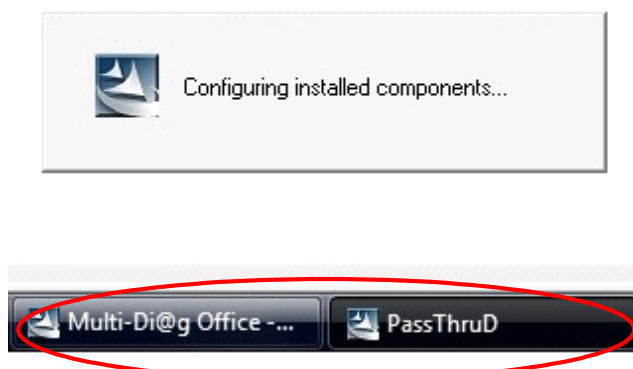 Configuring installed components...
Multi-Di@g Office -...
PassThruD